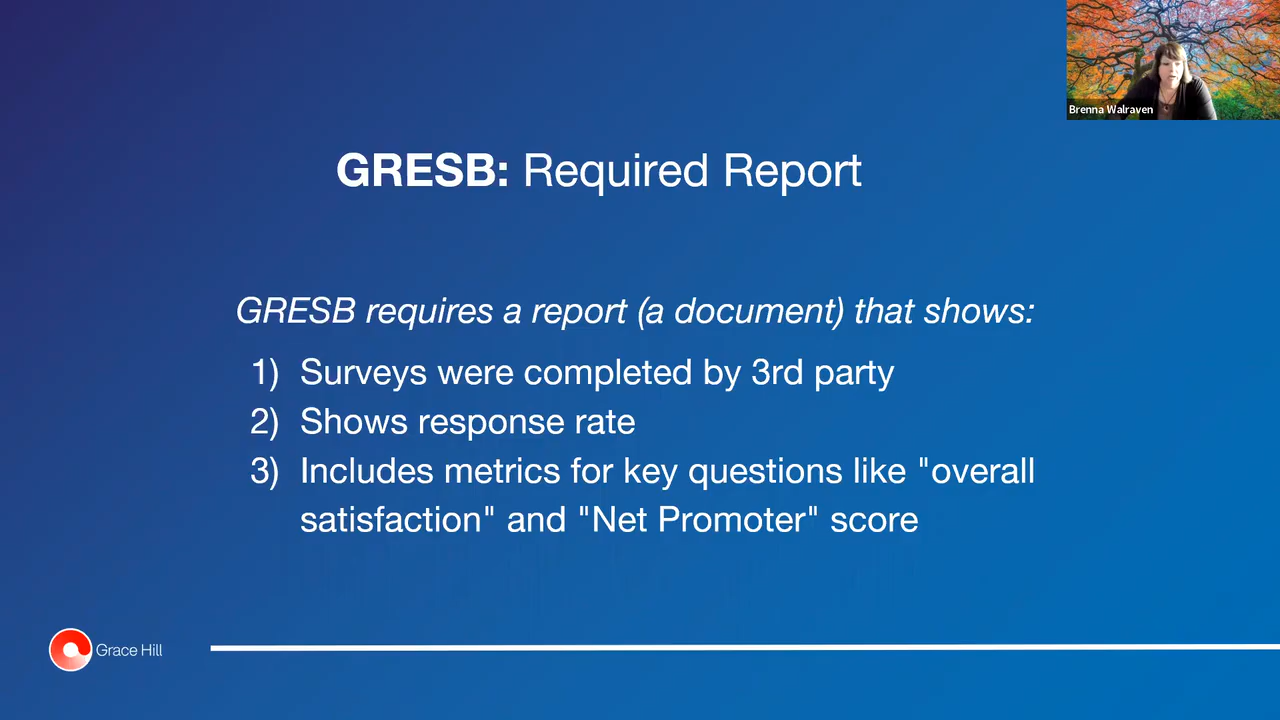 Brenna Walraven
GRESB: Required Report
GRESB requires a report (a document) that shows:
1) Surveys were completed by 3rd party
2) Shows response rate
3) Includes metrics for key questions like "overall
satisfaction" and "Net Promoter" score
Grace Hill